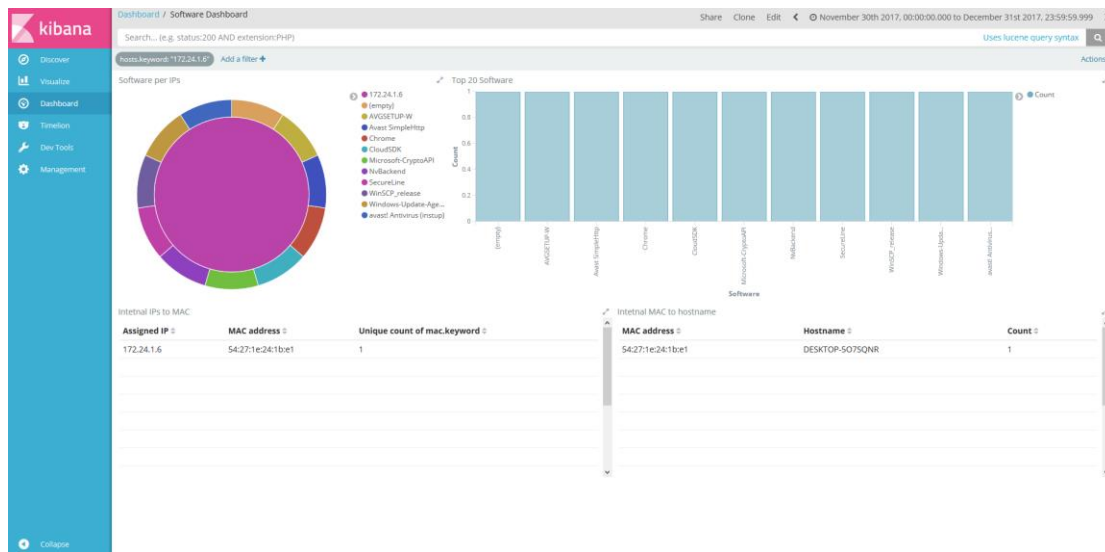 kibana
Discover
Visualize
Dashboard
Timelion
Dev Tools
Management
Collapse
Dashboard / Software Dashboard
Share Clone Edit November 30th 2017, 00:00:00.000 to December 31st 2017, 23:59:59.999
Search... (e.g. status:200 AND extension:PHP)
Uses lucene query syntax
hosts.keyword: "172.24.1.6" Add a filter +
Actions
Software per IPs
172.24.1.6
(empty)
AVGSETUP-W
Avast SimpleHttp
Chrome
CloudSDK
Microsoft-CryptoAPI
NvBackend
SecureLine
WinSCP_release
Windows-Update-Age...
avast! Antivirus (instup)
Top 20 Software
Count
1
0.8
0.6
0.4
0.2
0
(empty)
AVGSETUP-W
Avast SimpleHttp
Chrome
CloudSDK
Microsoft-CryptoAPI
NvBackend
SecureLine
WinSCP_release
Windows-Upda...
avast! Antivirus...
Software
Count
Intetnal IPs to MAC
Assigned IP MAC address Unique count of mac.keyword
172.24.1.6 54:27:1e:24:1b:e1 1
Intetnal MAC to hostname
MAC address Hostname Count
54:27:1e:24:1b:e1 DESKTOP-5O75QNR 1